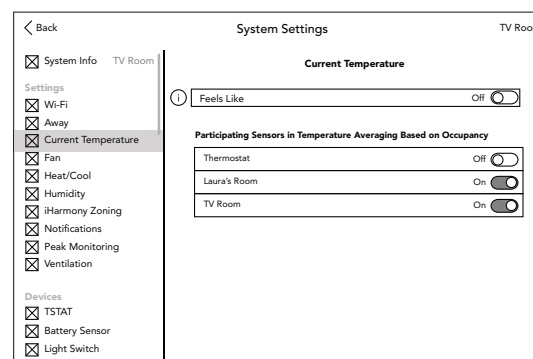 Back
System Settings
TV Roo
System Info TV Room
Settings
Wi-Fi
Away
Current Temperature
Fan
Heat/Cool
Humidity
iHarmony Zoning
Notifications
Peak Monitoring
Ventilation
Devices
TSTAT
Battery Sensor
Light Switch
Current Temperature
i
Feels Like Off
Participating Sensors in Temperature Averaging Based on Occupancy
Thermostat Off
Laura's Room On
TV Room On